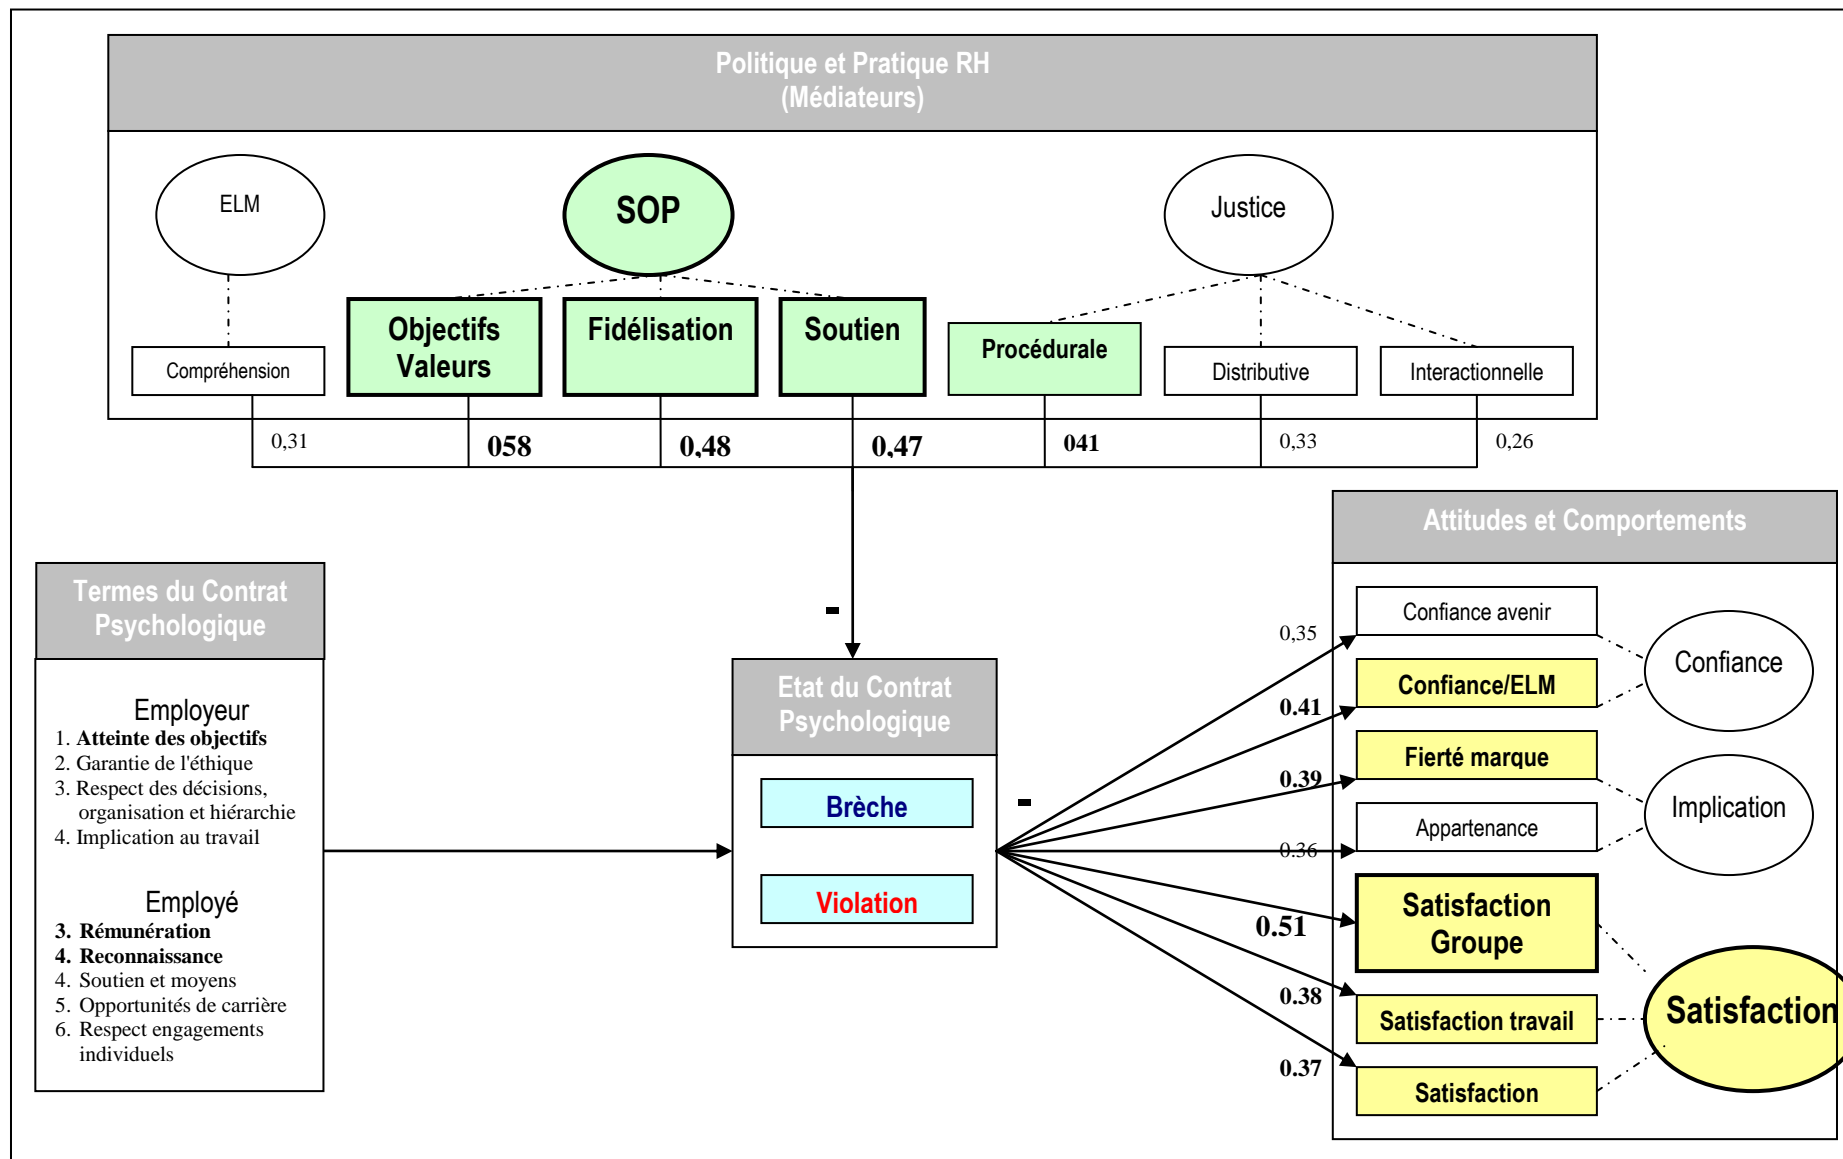 Politique et Pratique RH
(Médiateurs)
ELM
SOP
Justice
Objectifs
Valeurs
Fidélisation
Soutien
Procédurale
Compréhension
Distributive
Interactionnelle
0,31
058
0,48
0,47
041
0,33
0,26
Attitudes et Comportements
Termes du Contrat
Psychologique
Employeur
1. Atteinte des objectifs
2. Garantie de l'éthique
3. Respect des décisions,
organisation et hiérarchie
4. Implication au travail
Employé
3. Rémunération
4. Reconnaissance
4. Soutien et moyens
5. Opportunités de carrière
6. Respect engagements
individuels
-
Etat du Contrat
Psychologique
Brèche
Violation
-
0,35
0.41
0.39
0.36
0.51
0.38
0.37
Confiance avenir
Confiance/ELM
Confiance
Fierté marque
Appartenance
Implication
Satisfaction
Groupe
Satisfaction travail
Satisfaction
Satisfaction